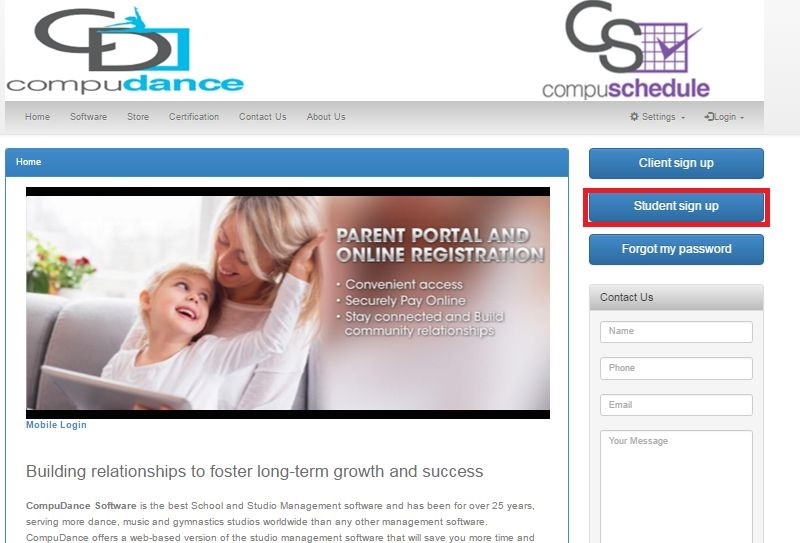 CD
compudance
CS
compuschedule
Home Software Store Certification Contact Us About Us Settings Login
Home
PARENT PORTAL AND
ONLINE REGISTRATION
• Convenient access
• Securely Pay Online
• Stay connected and Build
community relationships
Mobile Login
Building relationships to foster long-term growth and success
CompuDance Software is the best School and Studio Management software and has been for over 25 years,
serving more dance, music and gymnastics studios worldwide than any other management software.
CompuDance offers a web-based version of the studio management software that will save you more time and
Client sign up
Student sign up
Forgot my password
Contact Us
Name
Phone
Email
Your Message